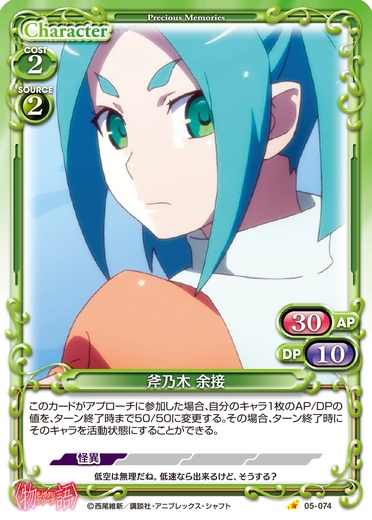 Precious Memories
Character
COST
2
SOURCE
2
30 AP
DP 10
斧乃木 余接
このカードがアプローチに参加した場合、自分のキャラ1枚のAP/DPの
値を、ターン終了時まで50/50に変更する。その場合、ターン終了時に
そのキャラを活動状態にすることができる。
怪異
低空は無理だね。低速なら出来るけど、そうする?
物語
©西尾維新/講談社・アニプレックス・シャフト
05-074